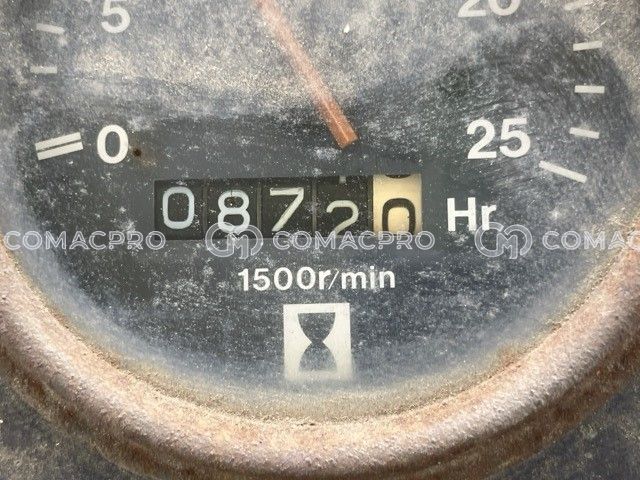 5 20
0 25
08720 Hr
COMACPRO COMACPRO COMACPRO
1500r/min